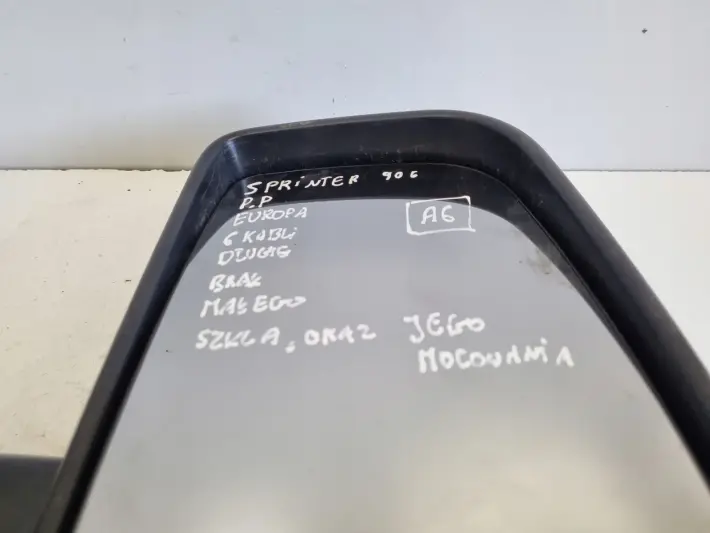 SPRINTER 906
P.P
EUROPA A6
6 KABLI
DŁUGIE
BRAK
MAŁEGO
SZKŁA, ORAZ JEGO
MOCOWANIA